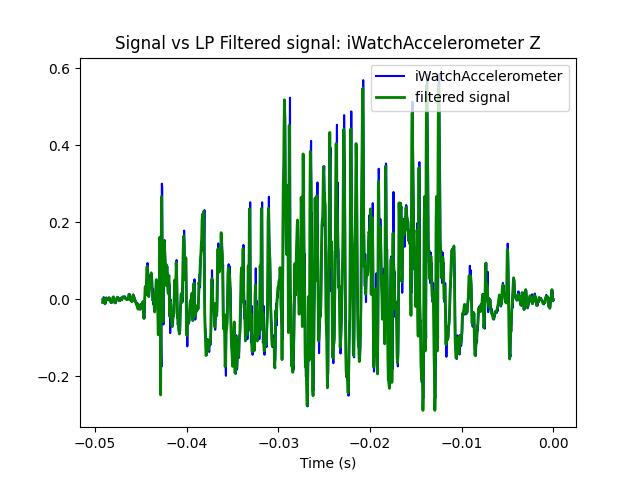 Signal vs LP Filtered signal: iWatchAccelerometer Z
iWatchAccelerometer
filtered signal
0.6
0.4
0.2
0.0
−0.2
−0.05 −0.04 −0.03 −0.02 −0.01 0.00
Time (s)